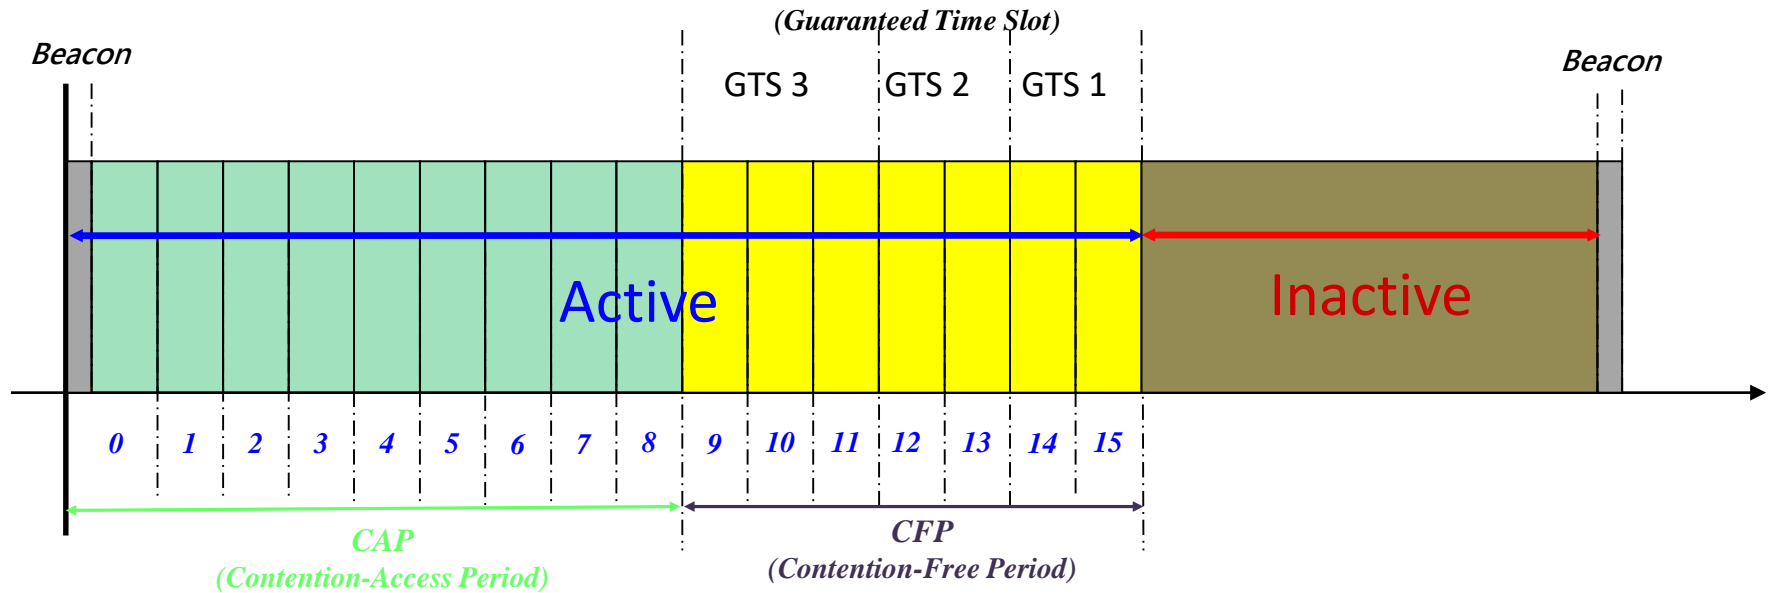 (Guaranteed Time Slot)
Beacon
Beacon
GTS 3
GTS 2
GTS 1
Active
Inactive
0 1 2 3 4 5 6 7 8 9 10 11 12 13 14 15
CAP
(Contention-Access Period)
CFP
(Contention-Free Period)